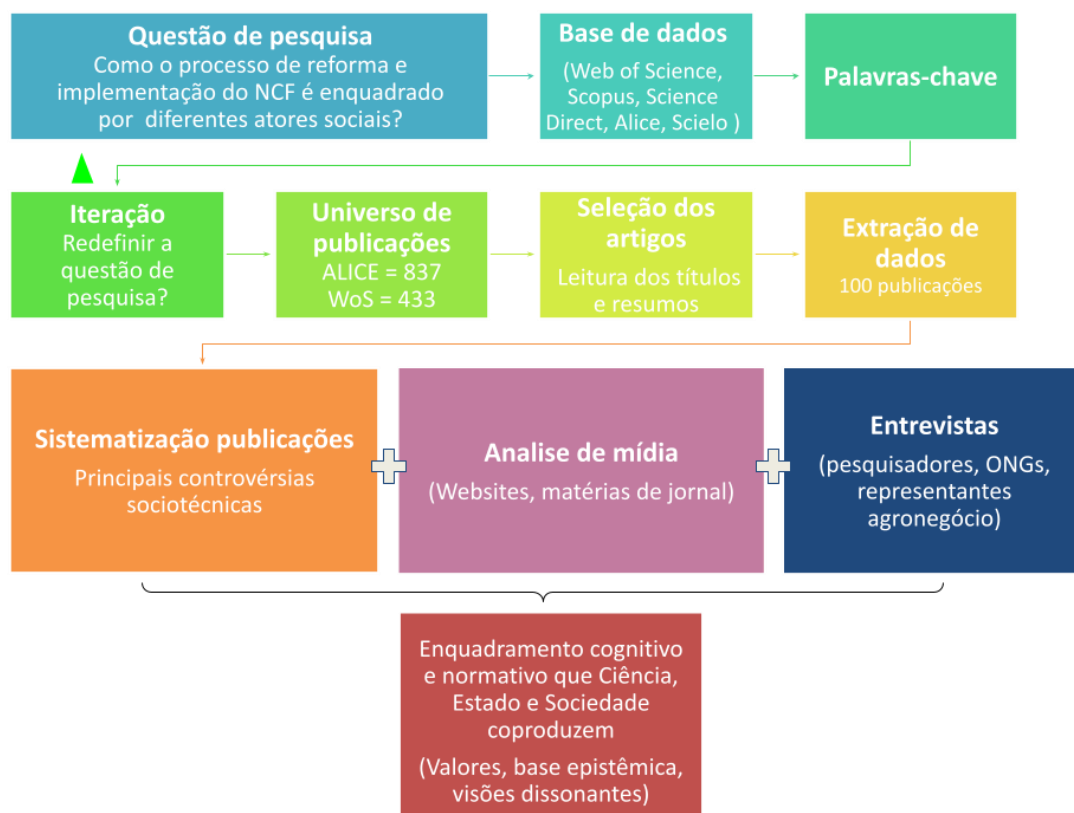 Questão de pesquisa
Como o processo de reforma e
implementação do NCF é enquadrado
por diferentes atores sociais?
Base de dados
(Web of Science,
Scopus, Science
Direct, Alice, Scielo )
Palavras-chave
Iteração
Redefinir a
questão de
pesquisa?
Universo de
publicações
ALICE = 837
WoS = 433
Seleção dos
artigos
Leitura dos títulos
e resumos
Extração de
dados
100 publicações
Sistematização publicações
Principais controvérsias
sociotécnicas
Analise de mídia
(Websites, matérias de jornal)
Entrevistas
(pesquisadores, ONGs,
representantes
agronegócio)
Enquadramento cognitivo
e normativo que Ciência,
Estado e Sociedade
coproduzem
(Valores, base epistêmica,
visões dissonantes)